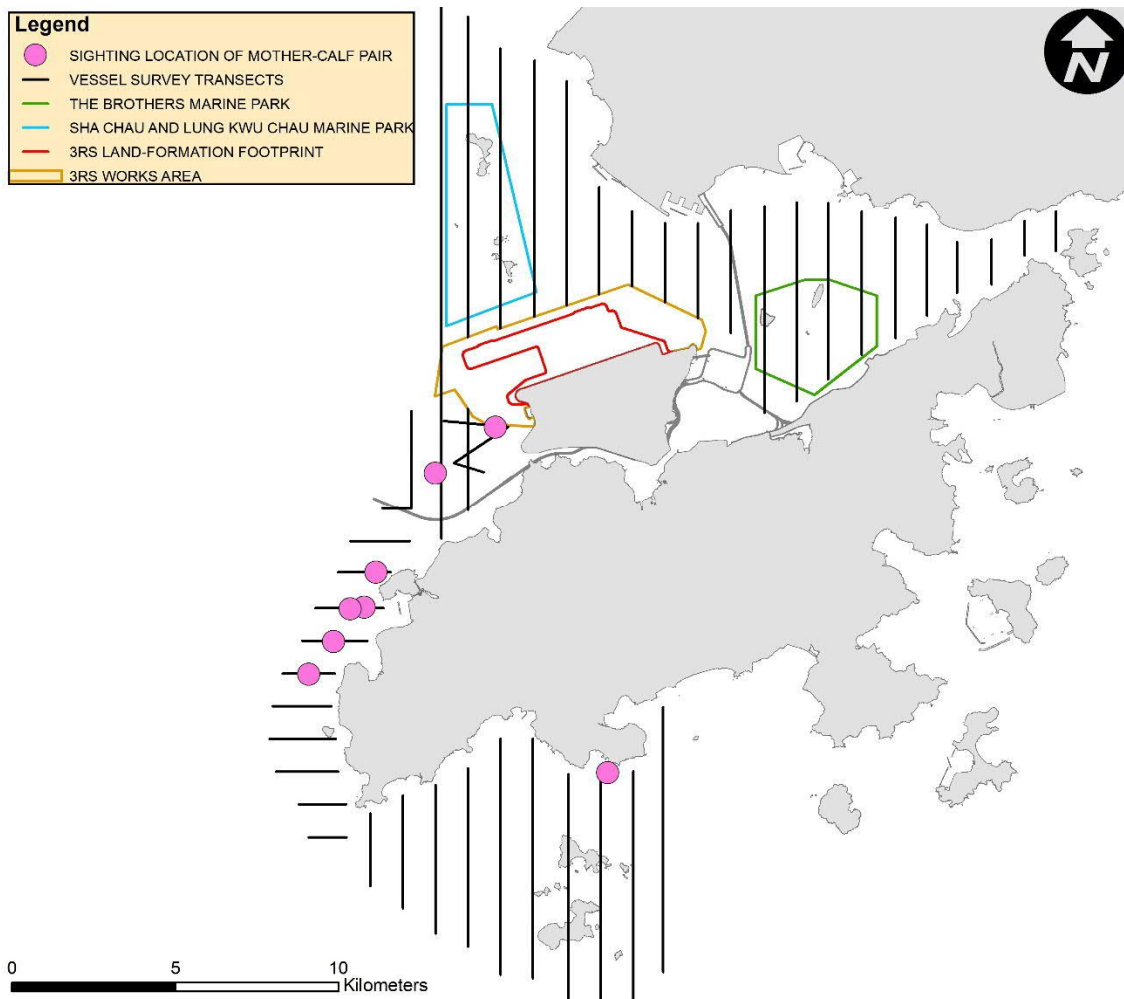 Legend
SIGHTING LOCATION OF MOTHER-CALF PAIR
VESSEL SURVEY TRANSECTS
THE BROTHERS MARINE PARK
SHA CHAU AND LUNG KWU CHAU MARINE PARK
3RS LAND-FORMATION FOOTPRINT
3RS WORKS AREA
N
0 5 10
Kilometers